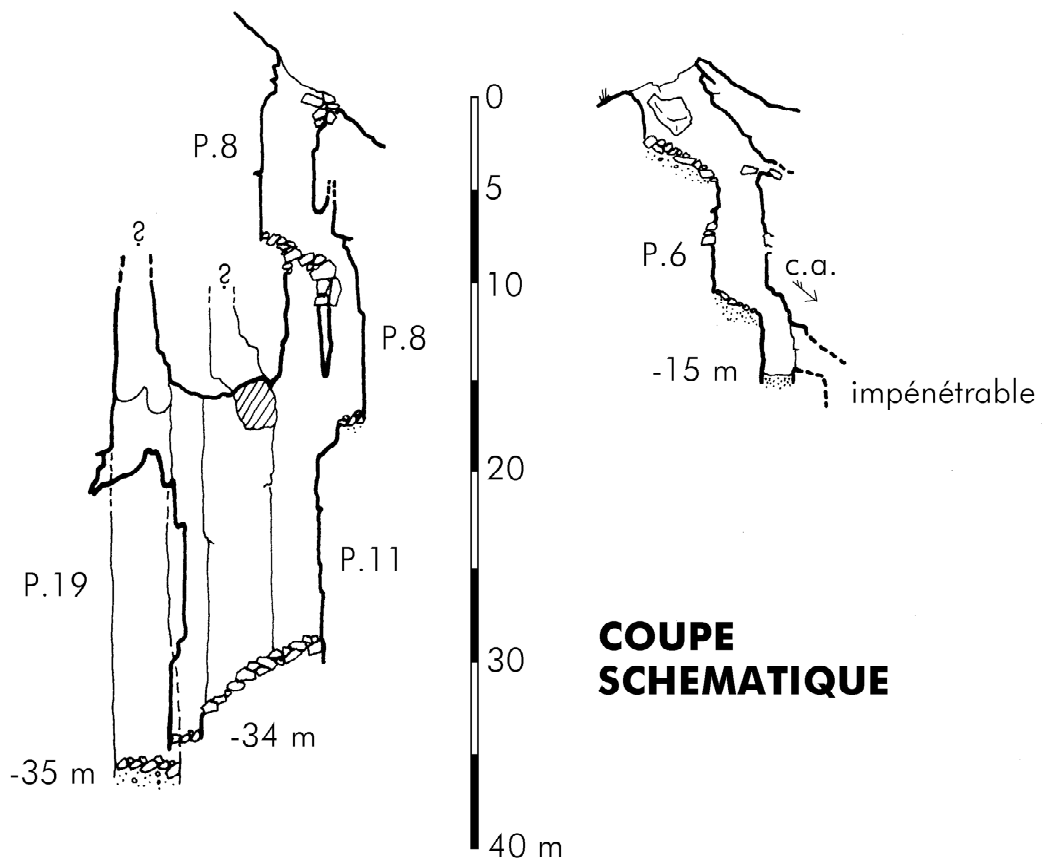 P.8
?
?
P.8
P.19
P.11
-34 m
-35 m
0
5
10
20
30
40 m
P.6
c.a.
-15 m
impénétrable
COUPE
SCHEMATIQUE